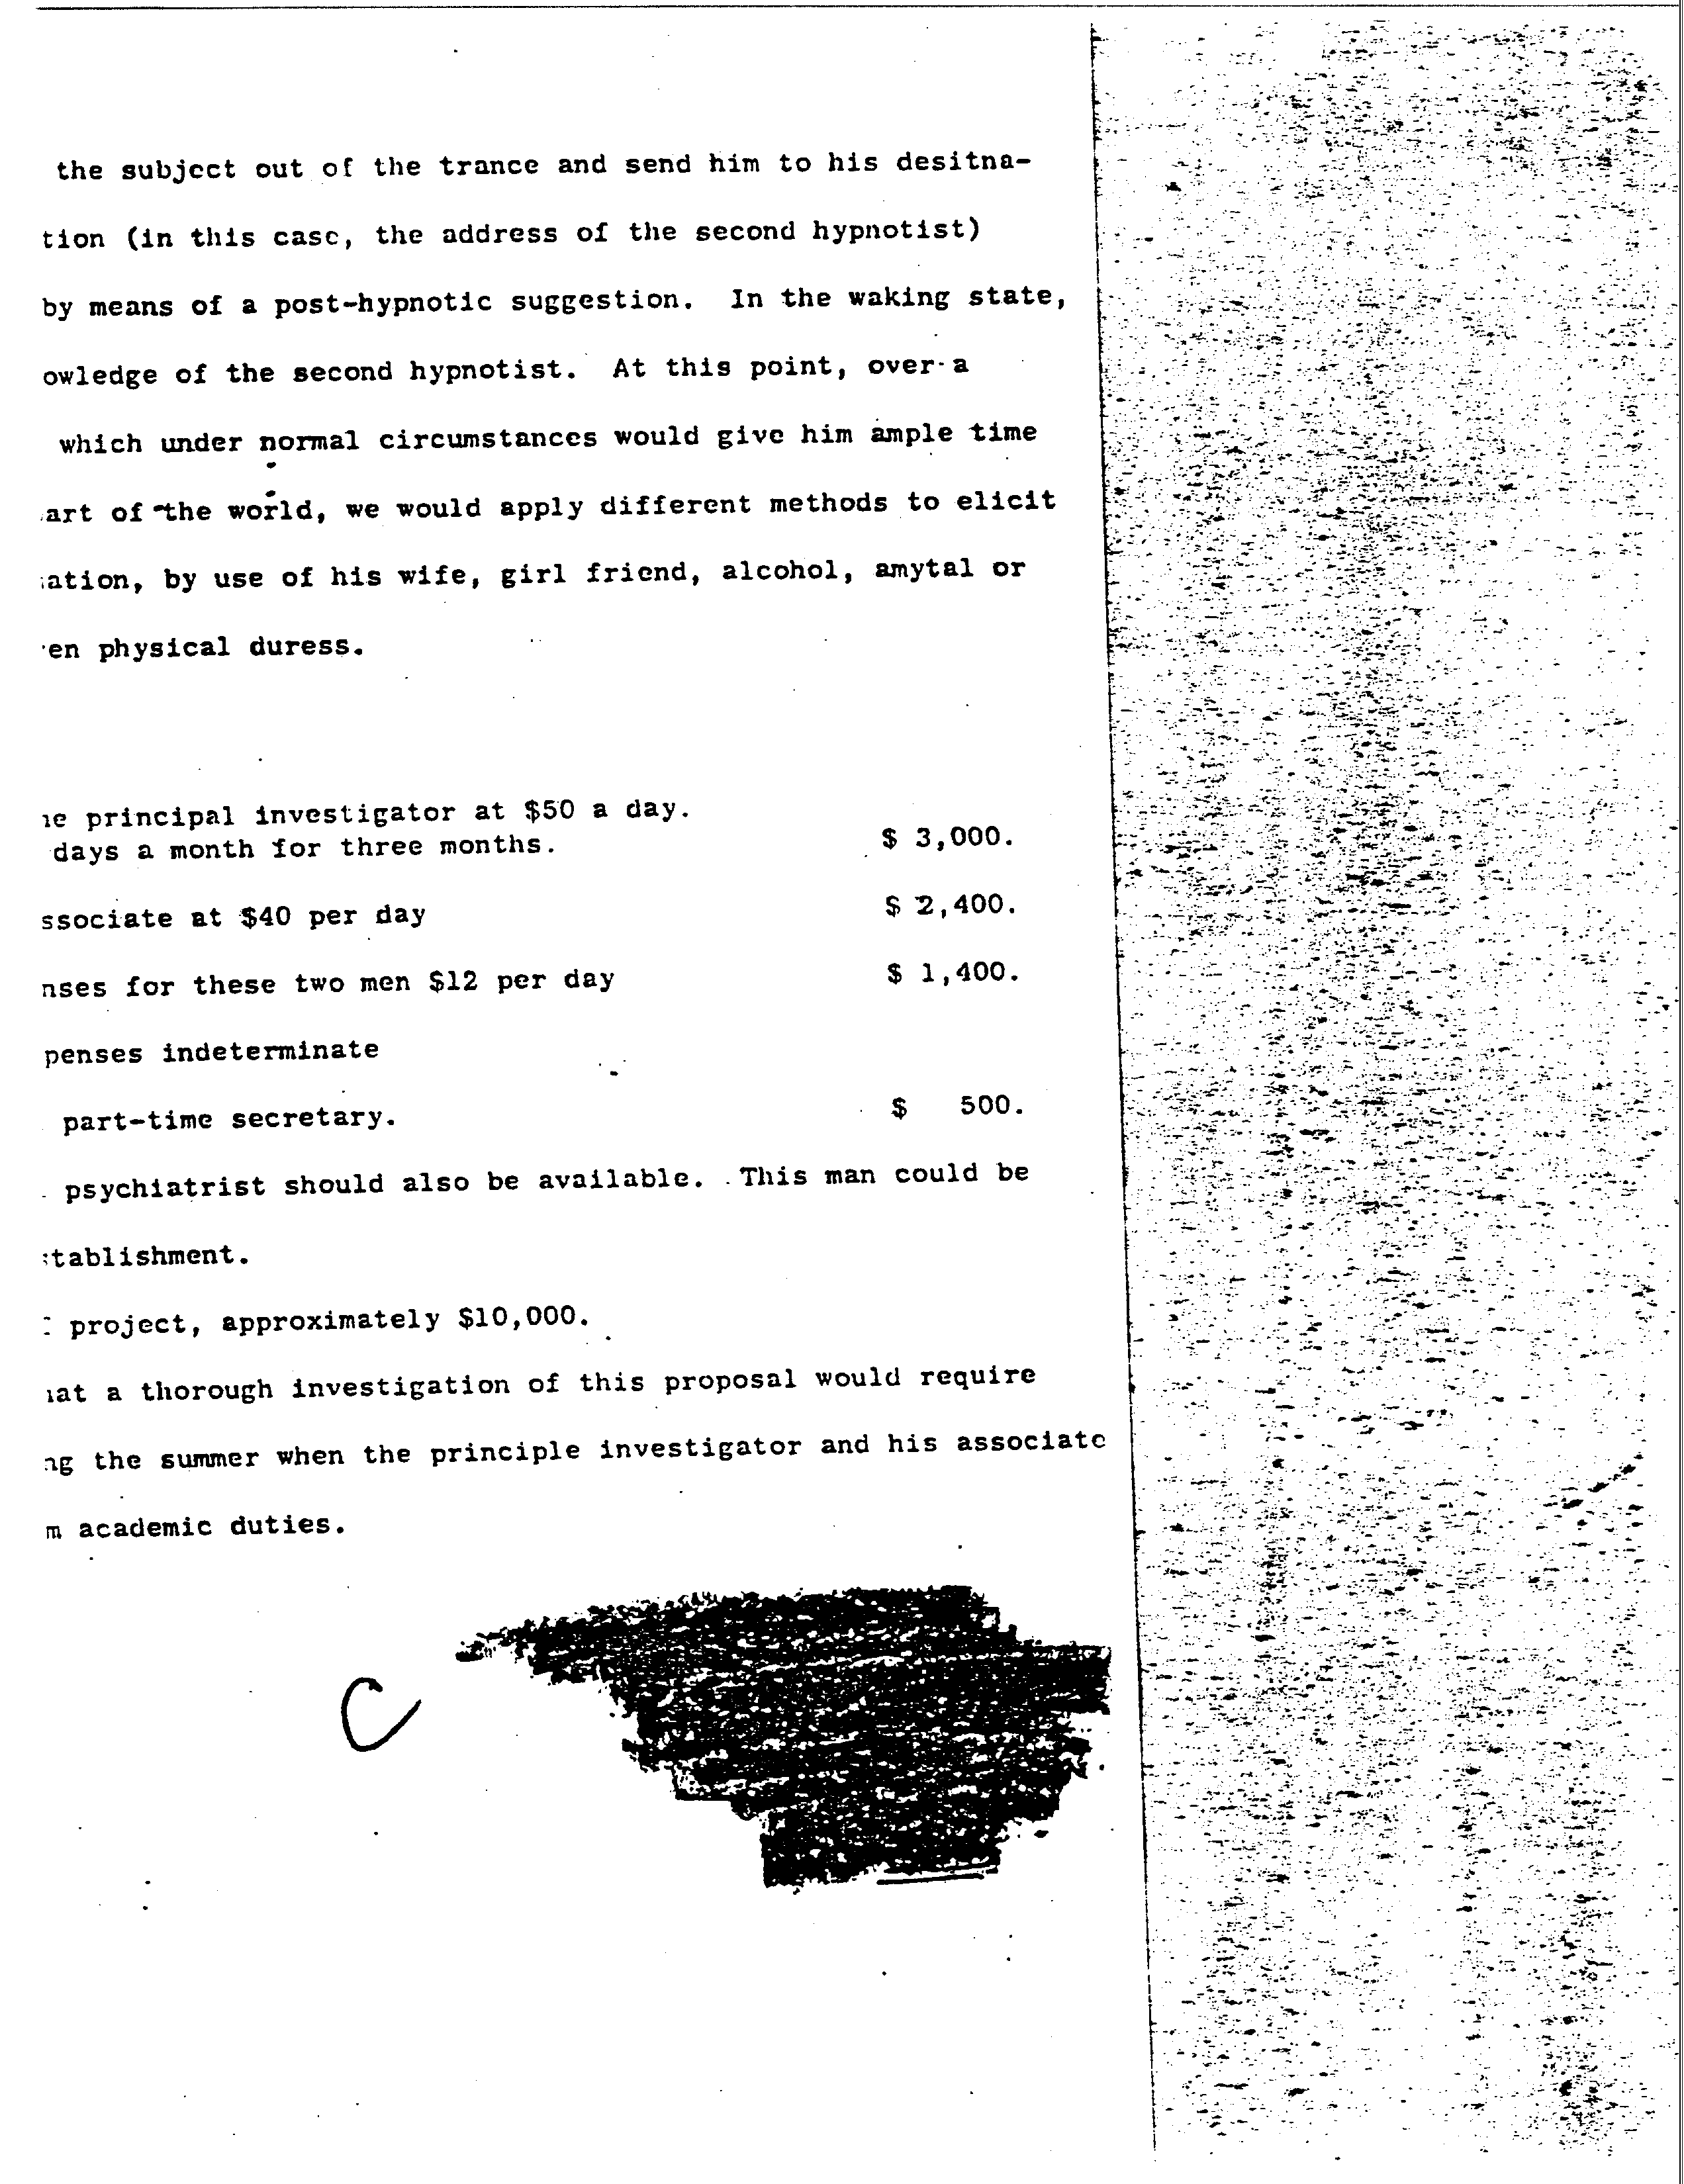 the subject out of the trance and send him to his desitna-
tion (in this case, the address of the second hypnotist)
by means of a post-hypnotic suggestion. In the waking state,
owledge of the second hypnotist. At this point, over a
which under normal circumstances would give him ample time
art of the world, we would apply different methods to elicit
ation, by use of his wife, girl friend, alcohol, amytal or
en physical duress.
e principal investigator at $50 a day.
days a month for three months. $ 3,000.
ssociate at $40 per day $ 2,400.
nses for these two men $12 per day $ 1,400.
penses indeterminate
part-time secretary. $ 500.
psychiatrist should also be available. This man could be
tablishment.
project, approximately $10,000.
at a thorough investigation of this proposal would require
ng the summer when the principle investigator and his associate
m academic duties.
C